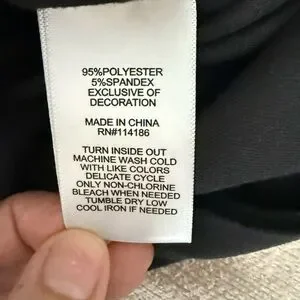 95%POLYESTER
5%SPANDEX
EXCLUSIVE OF
DECORATION
MADE IN CHINA
RN#114186
TURN INSIDE OUT
MACHINE WASH COLD
WITH LIKE COLORS
DELICATE CYCLE
ONLY NON-CHLORINE
BLEACH WHEN NEEDED
TUMBLE DRY LOW
COOL IRON IF NEEDED